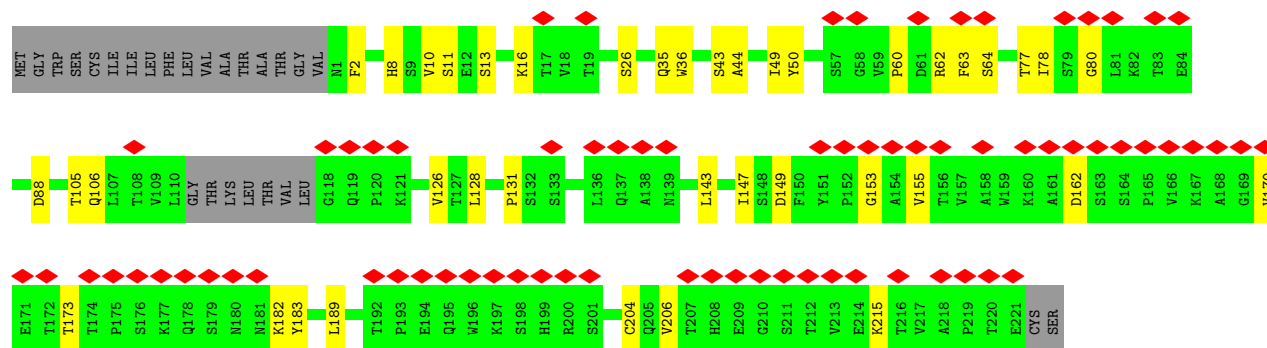 MET GLY TRP SER CYS ILE ILE LEU PHE LEU VAL ALA THR ALA THR GLY VAL N1 F2 H8 S9 V10 S11 E12 S13 K16 T17 V18 T19 S26 Q35 W36 S43 A44 I49 Y50 S57 G58 V59 P60 D61 R62 F63 S64 T77 I78 S79 G80 L81 K82 T83 E84
D88 T105 Q106 L107 T108 V109 L110 GLY THR LYS LEU THR VAL LEU G118 Q119 P120 K121 V126 T127 L128 P131 S132 S133 L136 Q137 A138 N139 L143 I147 S148 D149 F150 Y151 P152 G153 A154 V155 T156 V157 A158 W159 K160 A161 D162 S163 S164 P165 V166 K167 A168 G169 V170
E171 T172 T173 T174 P175 S176 K177 Q178 S179 N180 N181 K182 Y183 L189 T192 P193 E194 Q195 W196 K197 S198 H199 R200 S201 C204 Q205 V206 T207 H208 E209 G210 S211 T212 V213 E214 K215 T216 V217 A218 P219 T220 E221 CYS SER